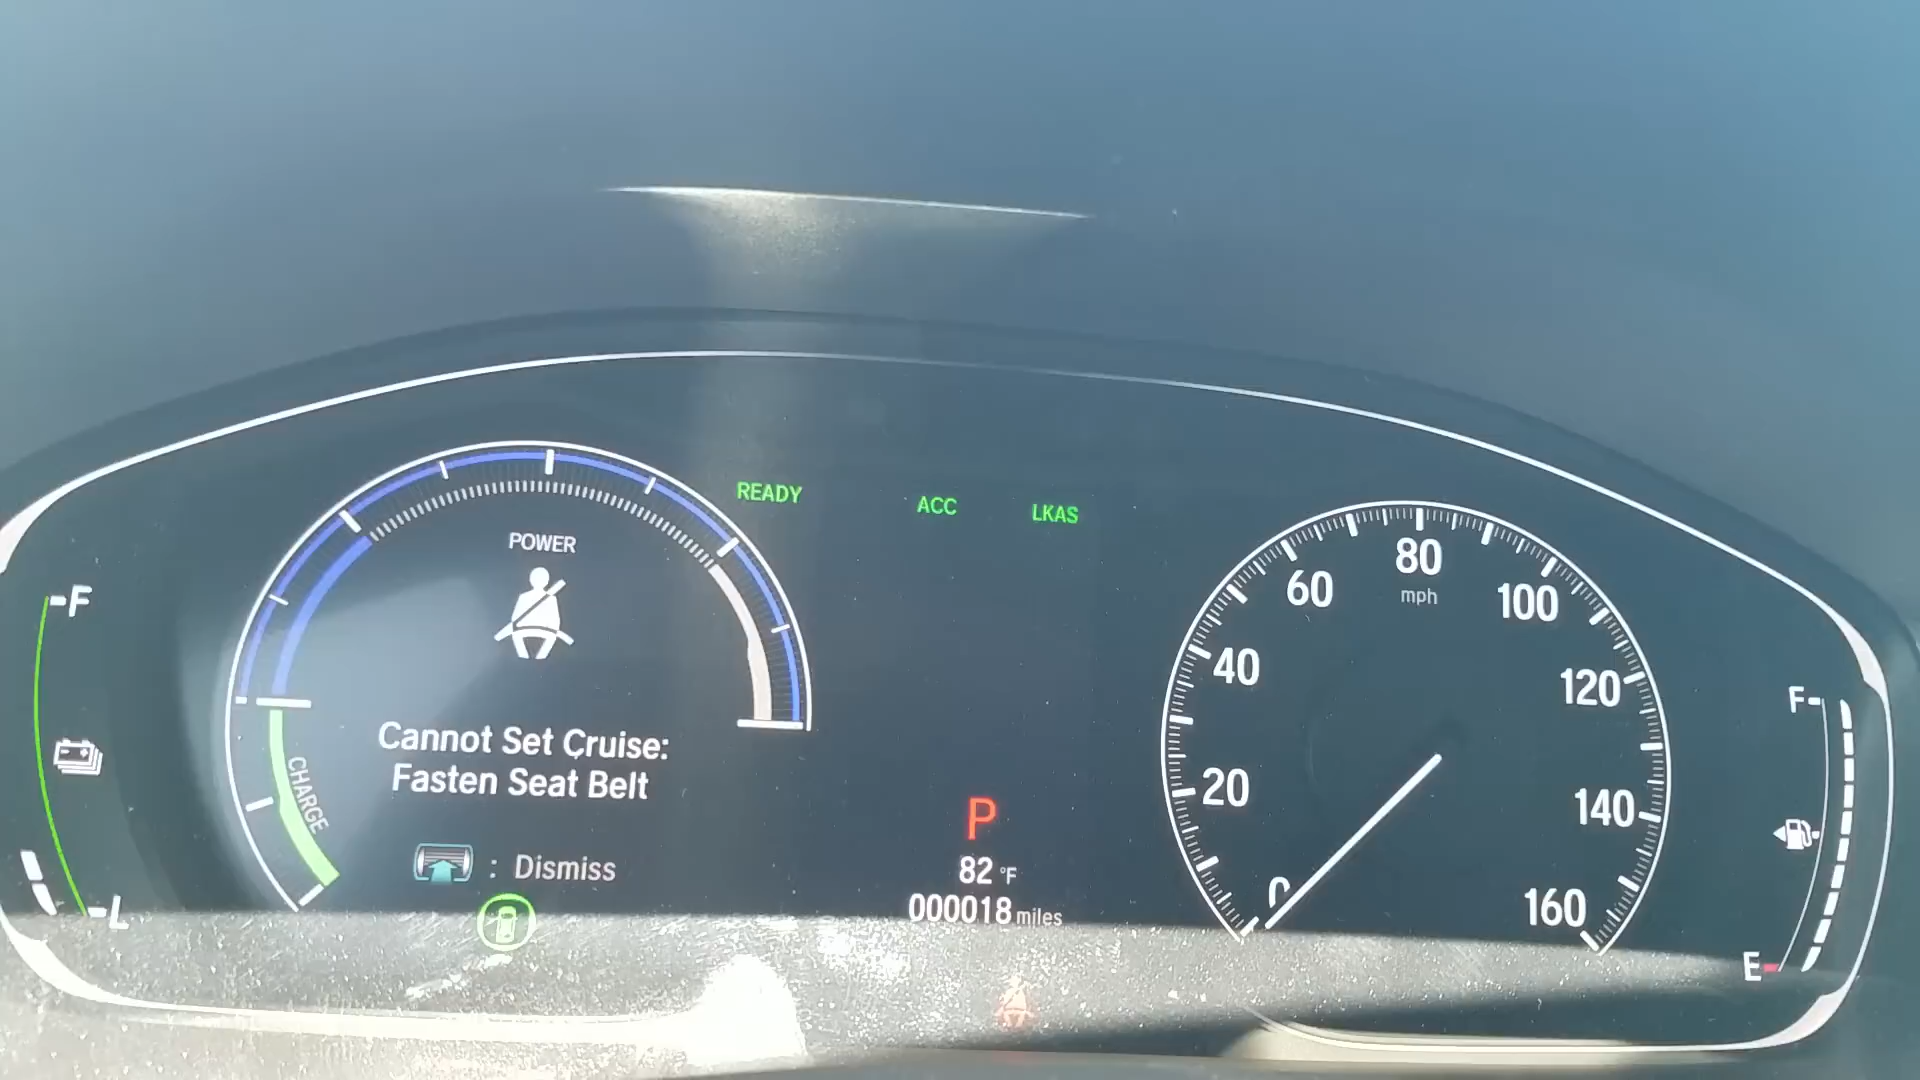 READY
ACC
LKAS
POWER
CHARGE
Cannot Set Cruise:
Fasten Seat Belt
: Dismiss
F
L
P
82 °F
000018 miles
0
20
40
60
80
100
120
140
160
mph
F
E